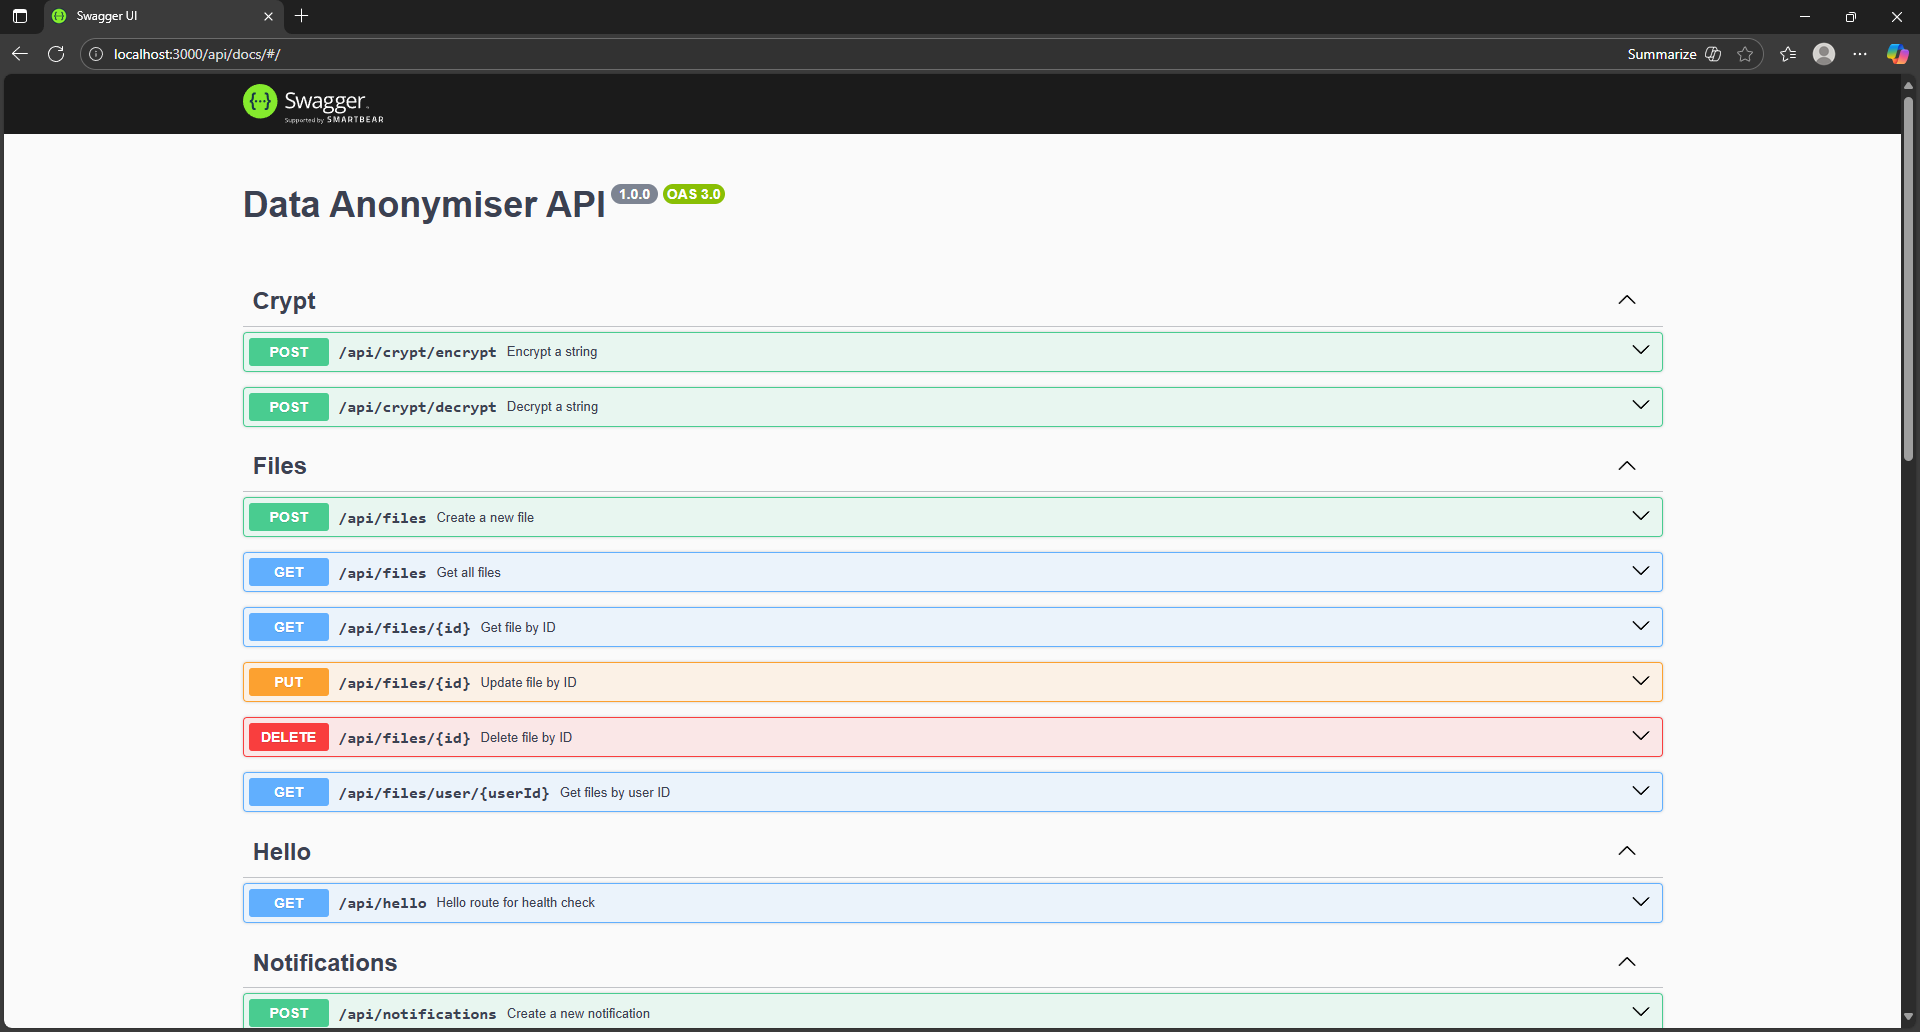 Swagger UI
localhost:3000/api/docs/#/
Summarize
Swagger
Supported by SMARTBEAR
Data Anonymiser API 1.0.0 OAS 3.0
Crypt
POST /api/crypt/encrypt Encrypt a string
POST /api/crypt/decrypt Decrypt a string
Files
POST /api/files Create a new file
GET /api/files Get all files
GET /api/files/{id} Get file by ID
PUT /api/files/{id} Update file by ID
DELETE /api/files/{id} Delete file by ID
GET /api/files/user/{userId} Get files by user ID
Hello
GET /api/hello Hello route for health check
Notifications
POST /api/notifications Create a new notification